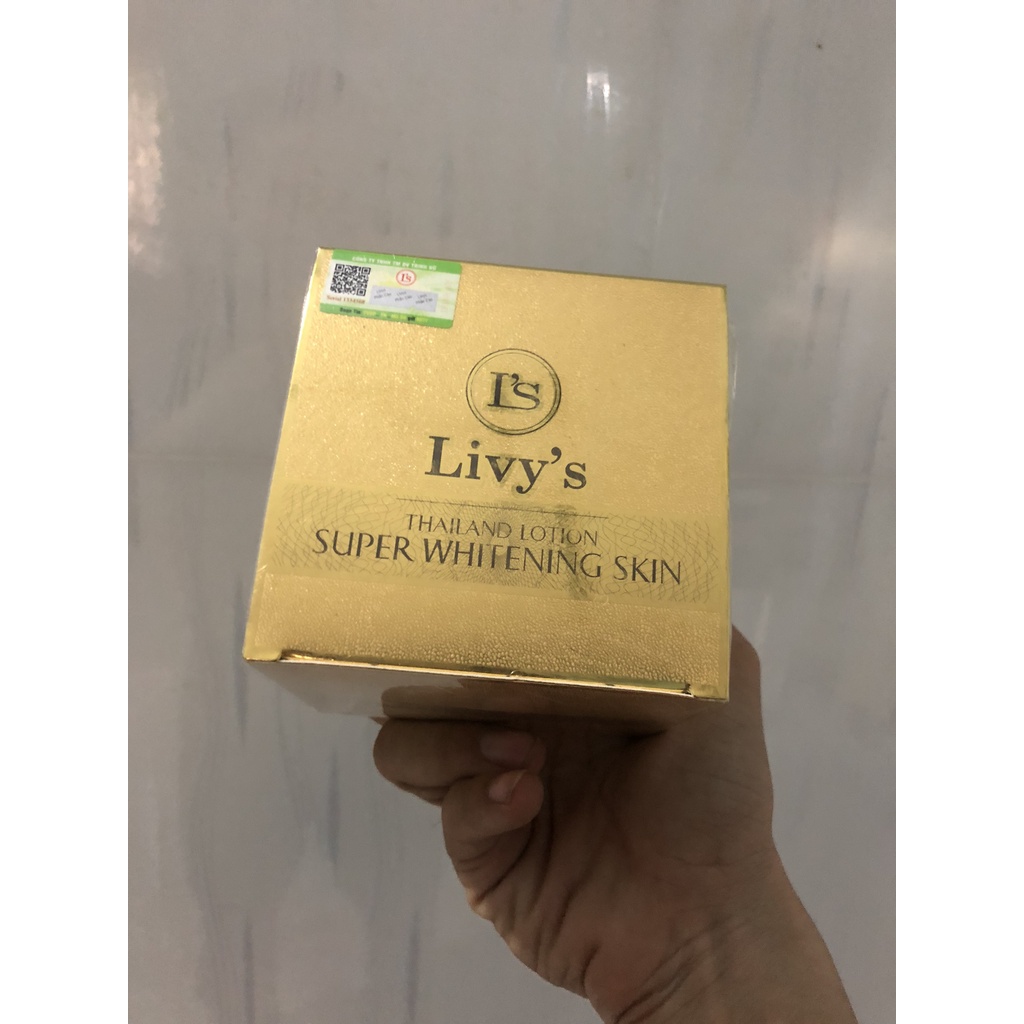 L's
L's
Livy's
THAILAND LOTION
SUPER WHITENING SKIN